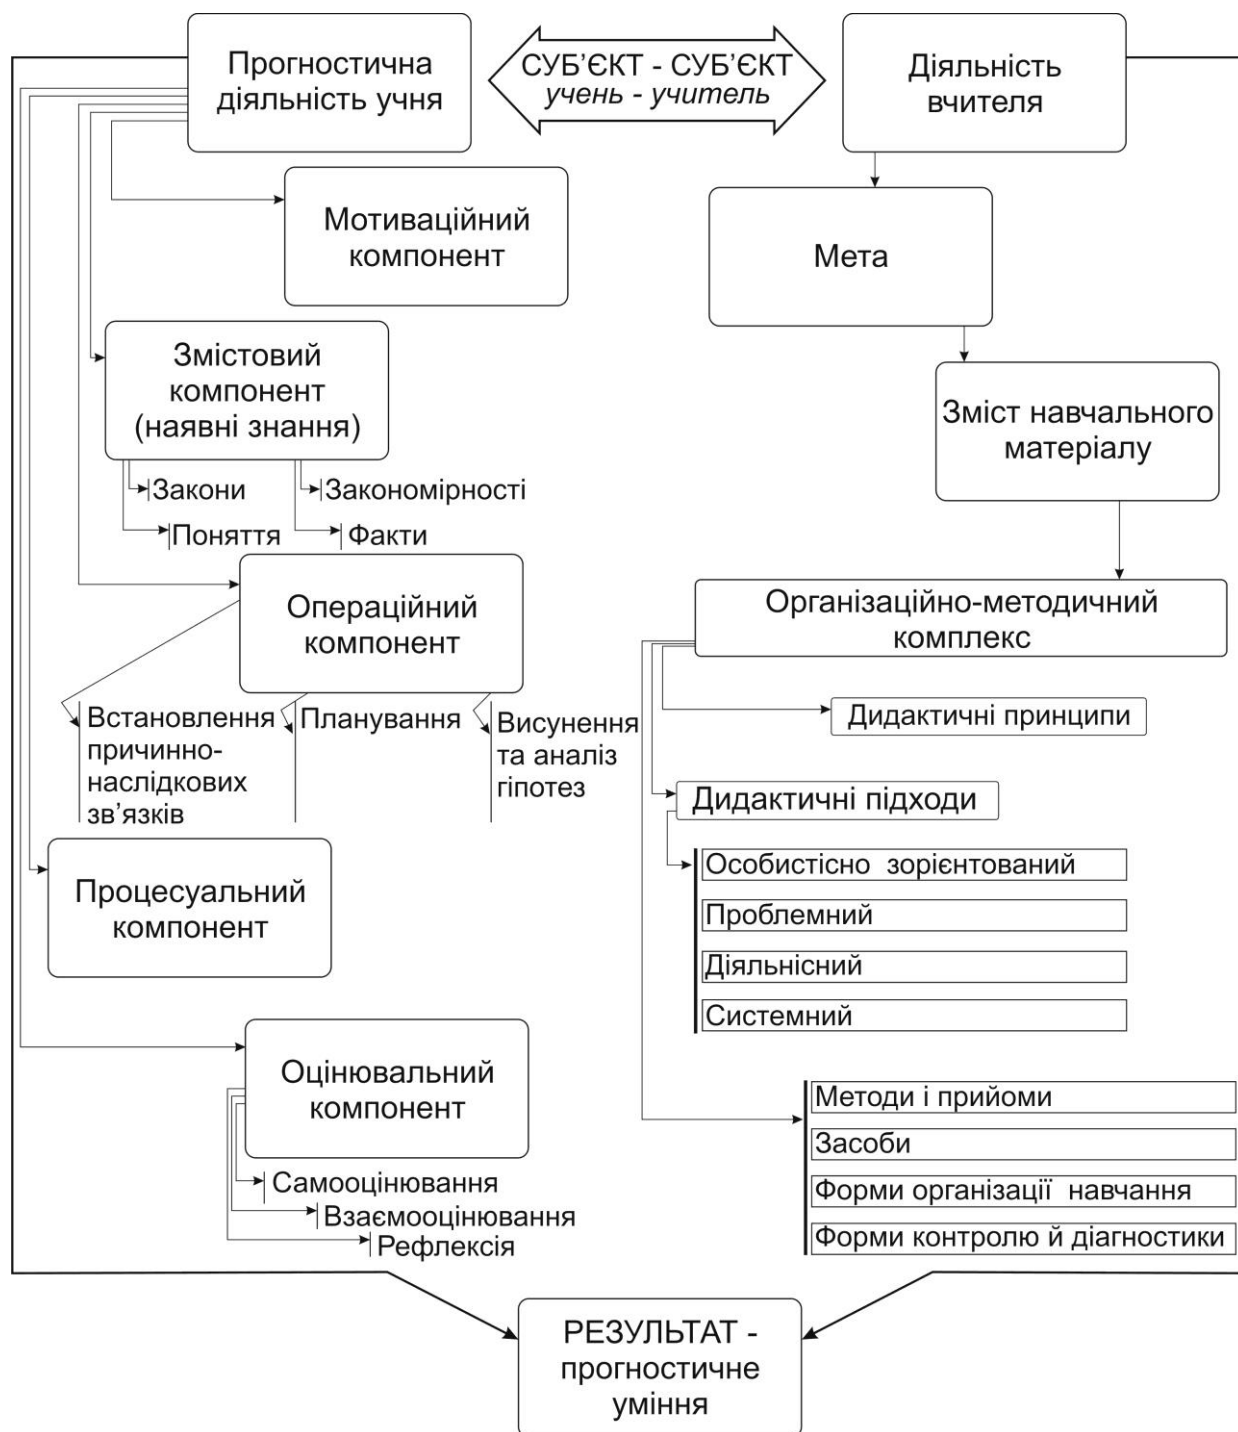 Прогностична
діяльність учня
СУБ’ЄКТ - СУБ’ЄКТ
учень - учитель
Діяльність
вчителя
Мотиваційний
компонент
Мета
Змістовий
компонент
(наявні знання)
Зміст навчального
матеріалу
Закони
Закономірності
Поняття
Факти
Операційний
компонент
Організаційно-методичний
комплекс
Встановлення
причинно-
наслідкових
зв’язків
Планування
Висунення
та аналіз
гіпотез
Дидактичні принципи
Дидактичні підходи
Особистісно зорієнтований
Проблемний
Діяльнісний
Системний
Процесуальний
компонент
Оцінювальний
компонент
Самооцінювання
Взаємооцінювання
Рефлексія
Методи і прийоми
Засоби
Форми організації навчання
Форми контролю й діагностики
РЕЗУЛЬТАТ -
прогностичне
уміння